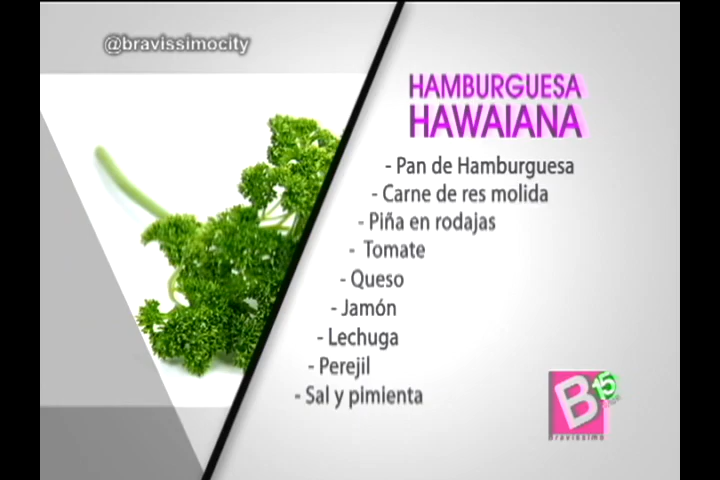 @bravissimocity
HAMBURGUESA
HAWAIANA
- Pan de Hamburguesa
- Carne de res molida
- Piña en rodajas
- Tomate
- Queso
- Jamón
- Lechuga
- Perejil
- Sal y pimienta
B 15
Bravissimo